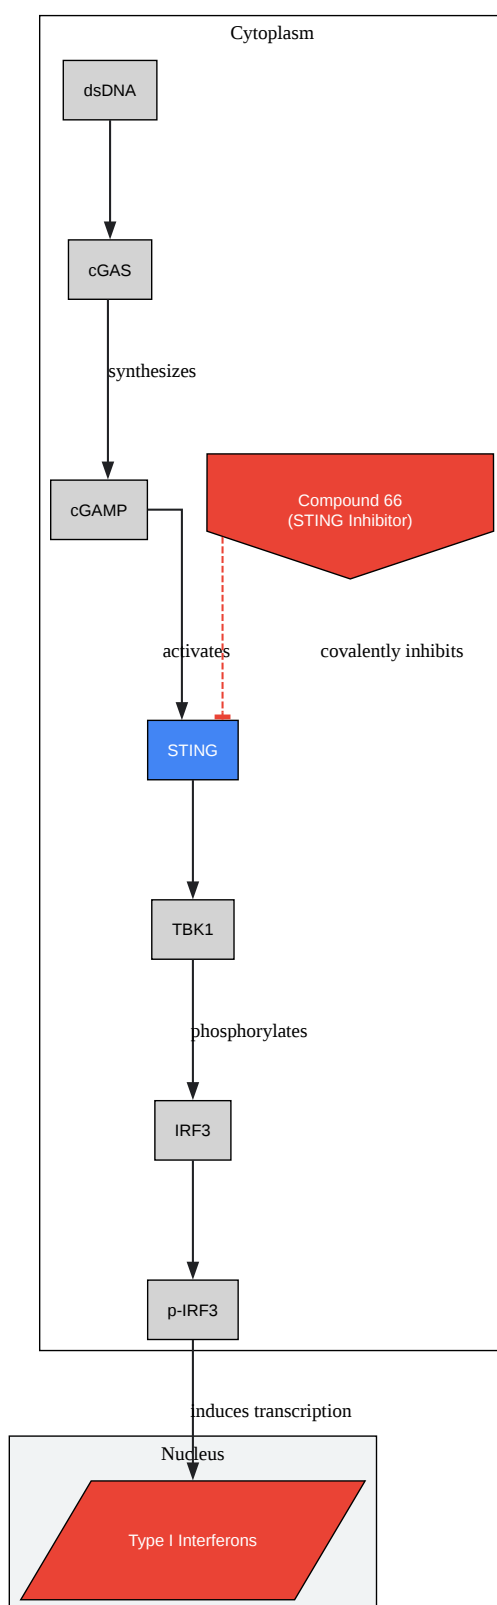 Cytoplasm
dsDNA
cGAS
synthesizes
cGAMP
Compound 66
(STING Inhibitor)
activates
covalently inhibits
STING
TBK1
phosphorylates
IRF3
p-IRF3
induces transcription
Nucleus
Type I Interferons